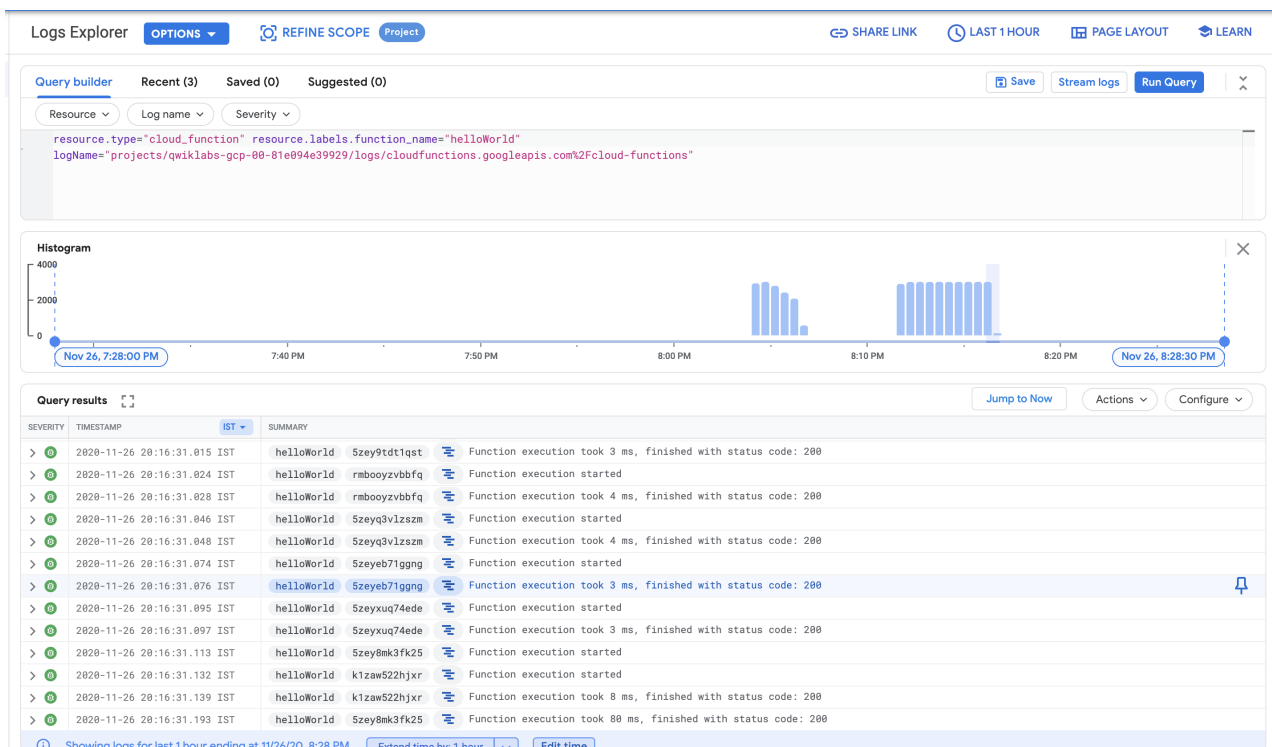 Logs Explorer OPTIONS REFINE SCOPE Project SHARE LINK LAST 1 HOUR PAGE LAYOUT LEARN
Query builder Recent (3) Saved (0) Suggested (0) Save Stream logs Run Query
Resource Log name Severity
resource.type="cloud_function" resource.labels.function_name="helloWorld"
logName="projects/qwiklabs-gcp-00-81e094e39929/logs/cloudfunctions.googleapis.com%2Fcloud-functions"
Histogram
4000
2000
0
Nov 26, 7:28:00 PM 7:40 PM 7:50 PM 8:00 PM 8:10 PM 8:20 PM Nov 26, 8:28:30 PM
Query results Jump to Now Actions Configure
SEVERITY TIMESTAMP IST SUMMARY
2020-11-26 20:16:31.015 IST helloWorld 5zey9tdt1qst Function execution took 3 ms, finished with status code: 200
2020-11-26 20:16:31.024 IST helloWorld rmbooyzvbbfq Function execution started
2020-11-26 20:16:31.028 IST helloWorld rmbooyzvbbfq Function execution took 4 ms, finished with status code: 200
2020-11-26 20:16:31.046 IST helloWorld 5zeyq3vlzszm Function execution started
2020-11-26 20:16:31.048 IST helloWorld 5zeyq3vlzszm Function execution took 4 ms, finished with status code: 200
2020-11-26 20:16:31.074 IST helloWorld 5zeyeb71ggng Function execution started
2020-11-26 20:16:31.076 IST helloWorld 5zeyeb71ggng Function execution took 3 ms, finished with status code: 200
2020-11-26 20:16:31.095 IST helloWorld 5zeyxuq74ede Function execution started
2020-11-26 20:16:31.097 IST helloWorld 5zeyxuq74ede Function execution took 3 ms, finished with status code: 200
2020-11-26 20:16:31.113 IST helloWorld 5zey8mk3fk25 Function execution started
2020-11-26 20:16:31.132 IST helloWorld k1zaw522hjxr Function execution started
2020-11-26 20:16:31.139 IST helloWorld k1zaw522hjxr Function execution took 8 ms, finished with status code: 200
2020-11-26 20:16:31.193 IST helloWorld 5zey8mk3fk25 Function execution took 80 ms, finished with status code: 200
Showing logs for last 1 hour ending at 11/26/20, 8:28 PM. Extend time by: 1 hour Edit time